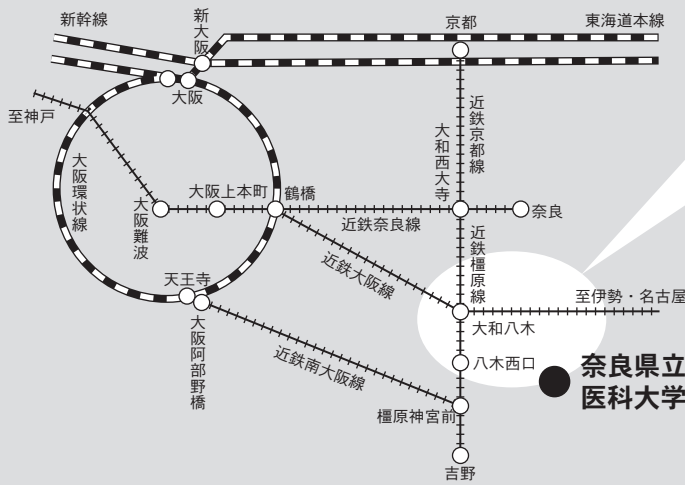 新幹線
新大阪
京都
東海道本線
大阪
至神戸
近鉄京都線
大和西大寺
大阪環状線
大阪難波
大阪上本町
鶴橋
近鉄奈良線
奈良
近鉄橿原線
近鉄大阪線
天王寺
至伊勢・名古屋
大阪阿部野橋
大和八木
近鉄南大阪線
八木西口
奈良県立
医科大学
橿原神宮前
吉野